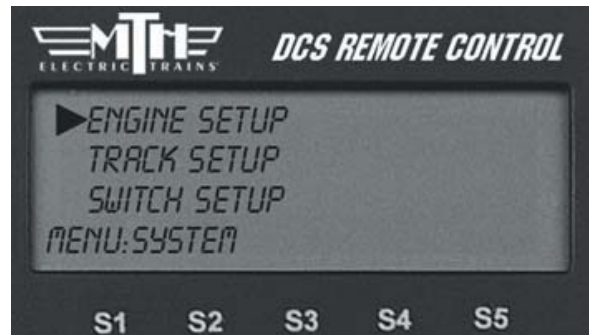 MTH DCS REMOTE CONTROL
ELECTRIC TRAINS
ENGINE SETUP
TRACK SETUP
SWITCH SETUP
MENU:SYSTEM
S1 S2 S3 S4 S5